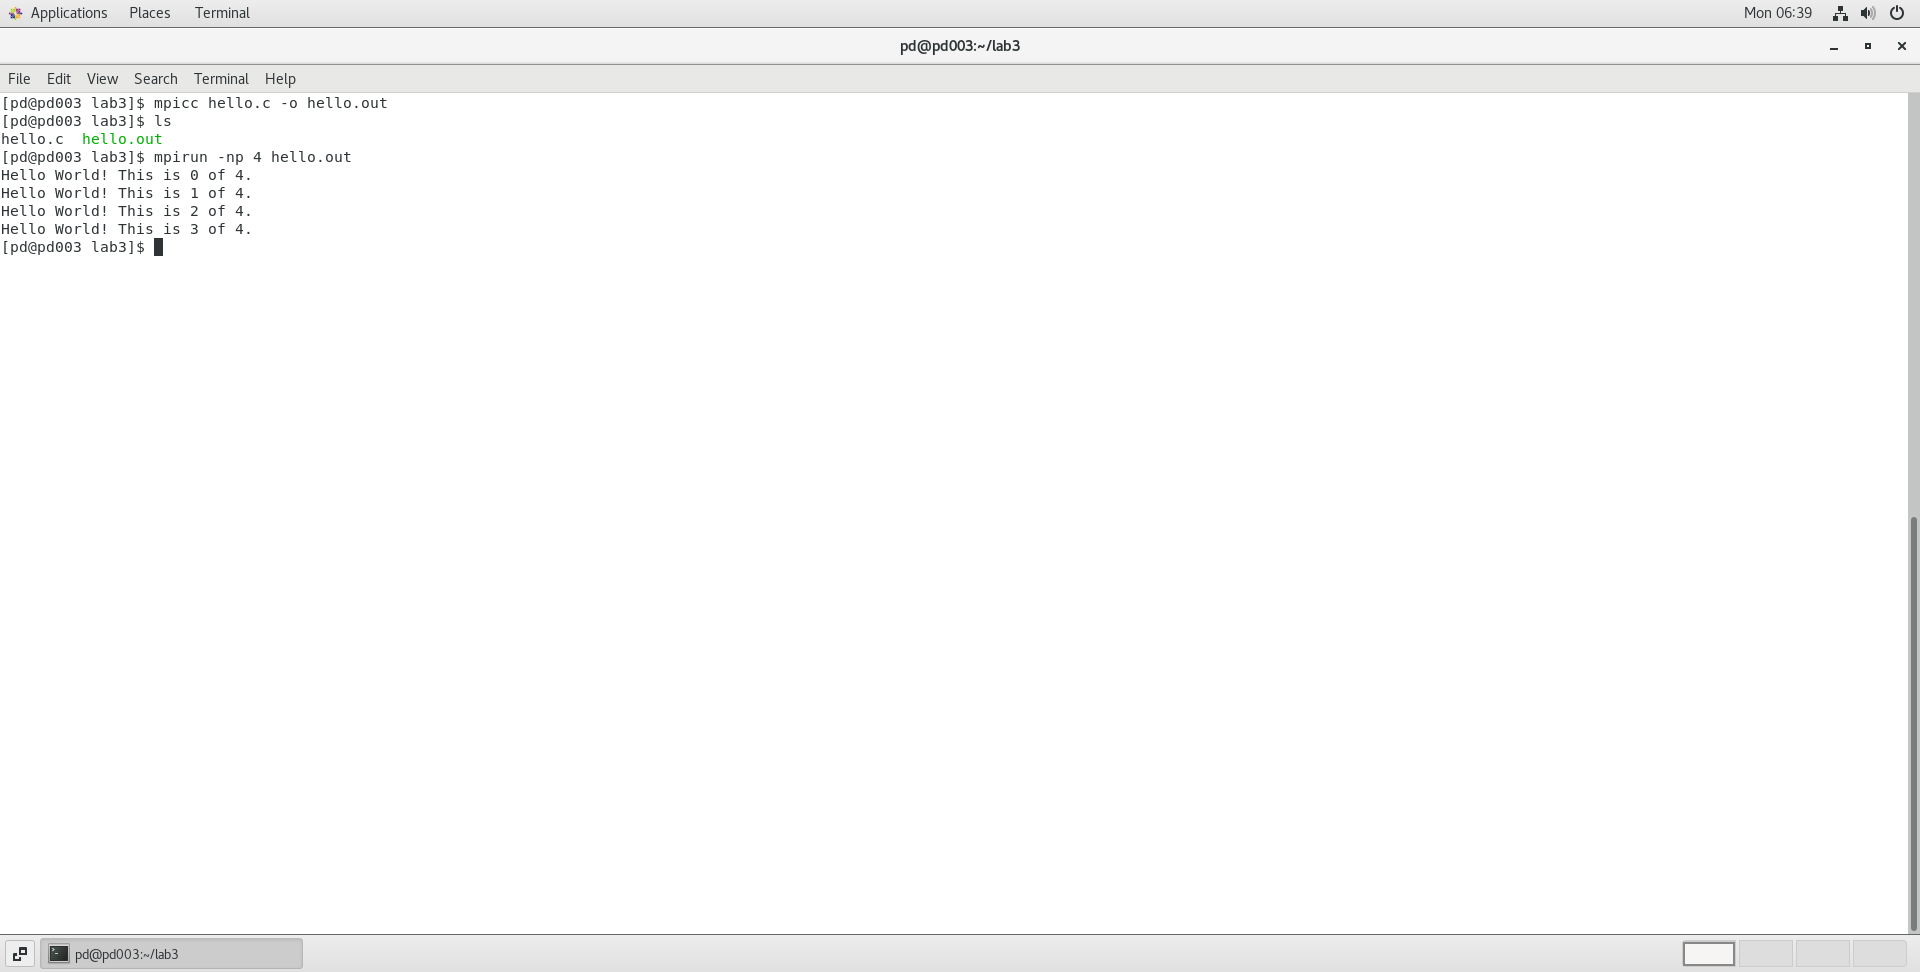 Applications Places Terminal Mon 06:39
pd@pd003:~/lab3
File Edit View Search Terminal Help
[pd@pd003 lab3]$ mpicc hello.c -o hello.out
[pd@pd003 lab3]$ ls
hello.c  hello.out
[pd@pd003 lab3]$ mpirun -np 4 hello.out
Hello World! This is 0 of 4.
Hello World! This is 1 of 4.
Hello World! This is 2 of 4.
Hello World! This is 3 of 4.
[pd@pd003 lab3]$
pd@pd003:~/lab3